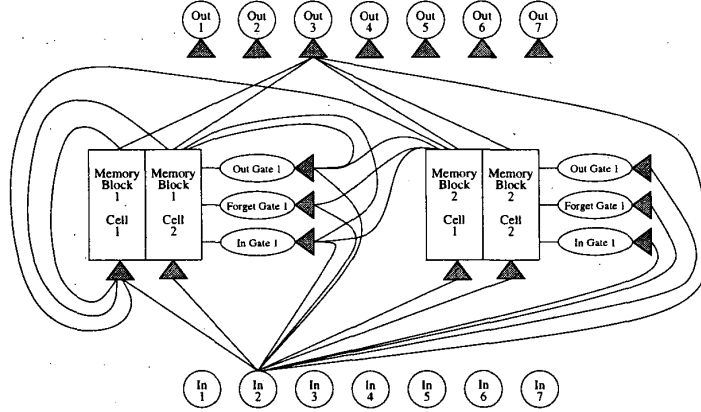 Out 1
Out 2
Out 3
Out 4
Out 5
Out 6
Out 7
Memory Block 1 Cell 1
Memory Block 1 Cell 2
Out Gate 1
Forget Gate 1
In Gate 1
Memory Block 2 Cell 1
Memory Block 2 Cell 2
Out Gate 1
Forget Gate 1
In Gate 1
In 1
In 2
In 3
In 4
In 5
In 6
In 7